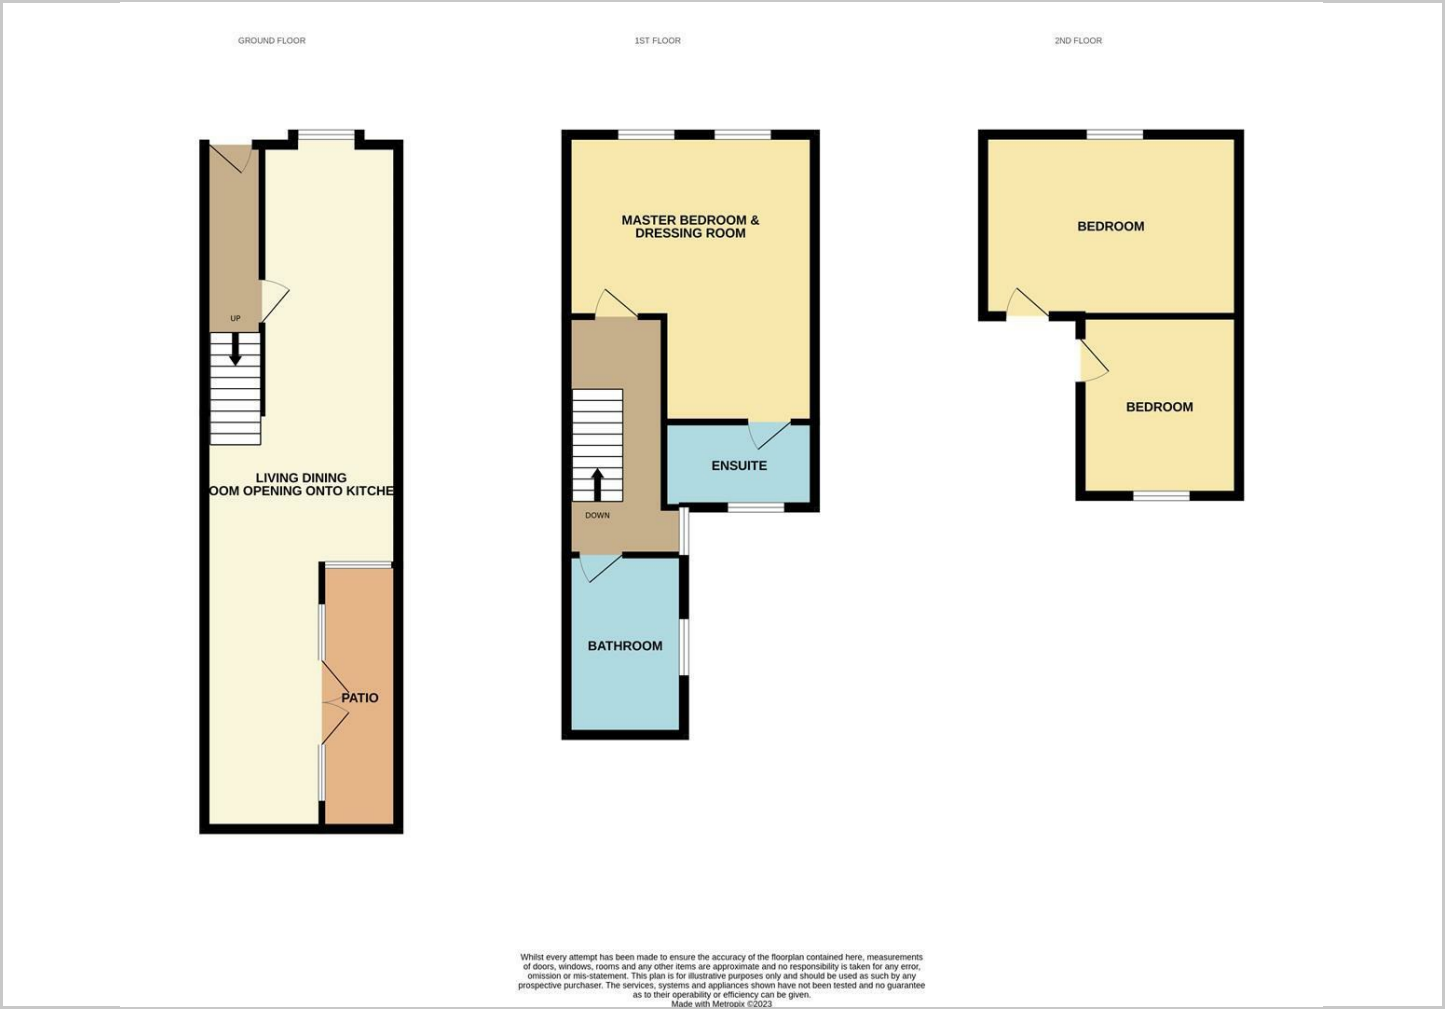 GROUND FLOOR
1ST FLOOR
2ND FLOOR
UP
LIVING DINING
OOM OPENING ONTO KITCHE
PATIO
MASTER BEDROOM &
DRESSING ROOM
ENSUITE
DOWN
BATHROOM
BEDROOM
BEDROOM
Whilst every attempt has been made to ensure the accuracy of the floorplan contained here, measurements
of doors, windows, rooms and any other items are approximate and no responsibility is taken for any error,
omission or mis-statement. This plan is for illustrative purposes only and should be used as such by any
prospective purchaser. The services, systems and appliances shown have not been tested and no guarantee
as to their operability or efficiency can be given.
Made with Metropix ©2023